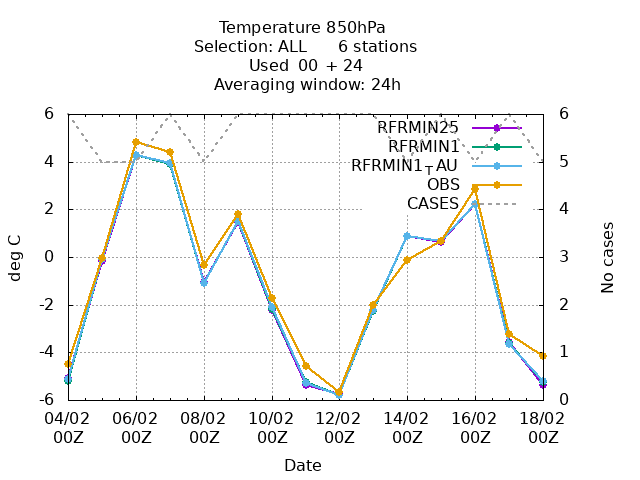 Temperature 850hPa
Selection: ALL 6 stations
Used 00 + 24
Averaging window: 24h
6 6
RFRMIN25
RFRMIN1
4 5
RFRMIN1TAU
OBS
2 4
CASES
deg C 0 3 No cases
-2 2
-4 1
-6 0
04/02 06/02 08/02 10/02 12/02 14/02 16/02 18/02
00Z 00Z 00Z 00Z 00Z 00Z 00Z 00Z
Date